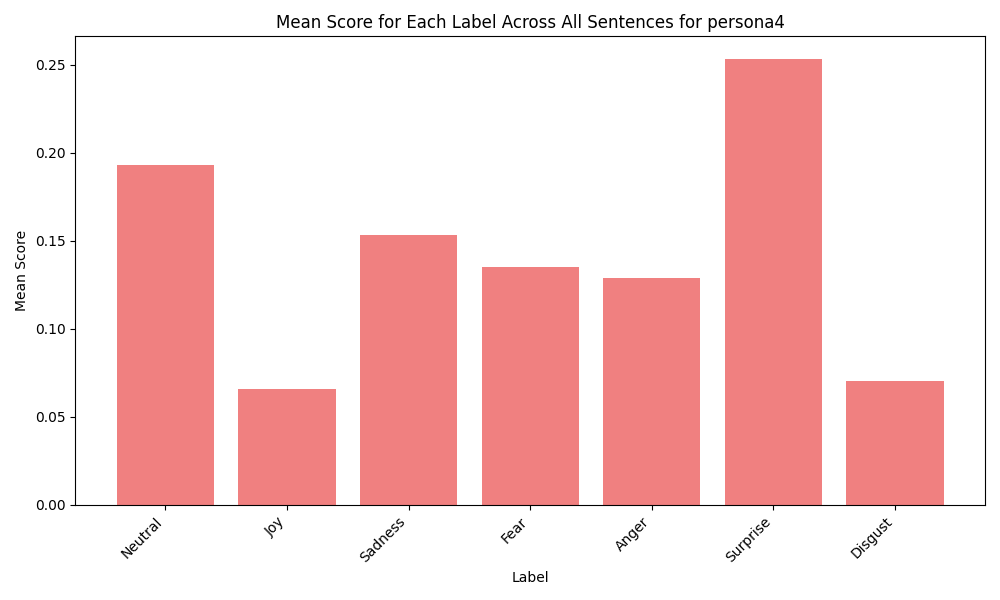 Mean Score for Each Label Across All Sentences for persona4
Mean Score
0.25
0.20
0.15
0.10
0.05
0.00
Neutral
Joy
Sadness
Fear
Anger
Surprise
Disgust
Label